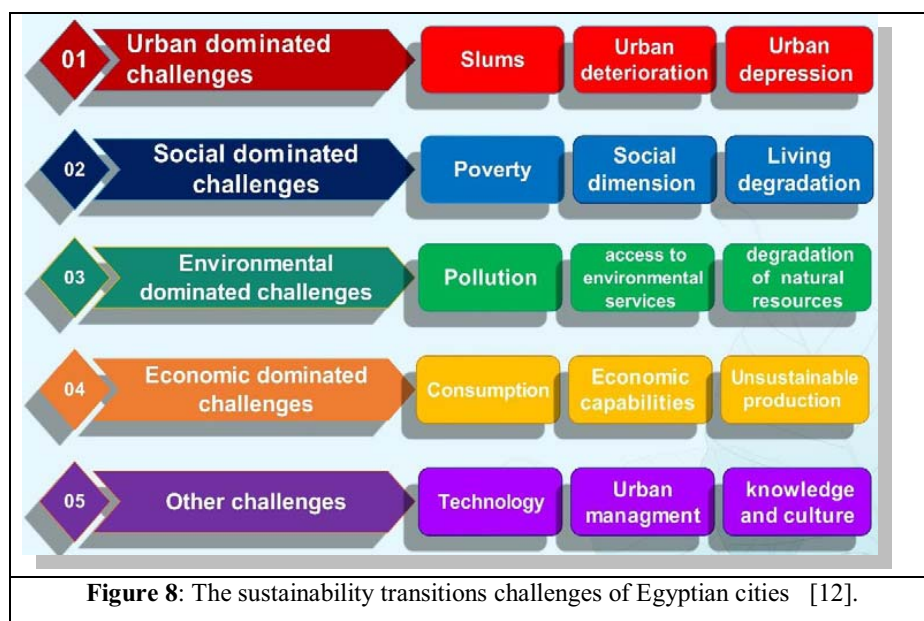 01
Urban dominated
challenges
Slums
Urban
deterioration
Urban
depression
02
Social dominated
challenges
Poverty
Social
dimension
Living
degradation
03
Environmental
dominated challenges
Pollution
access to
environmental
services
degradation
of natural
resources
04
Economic dominated
challenges
Consumption
Economic
capabilities
Unsustainable
production
05
Other challenges
Technology
Urban
managment
knowledge
and culture
Figure 8: The sustainability transitions challenges of Egyptian cities [12].